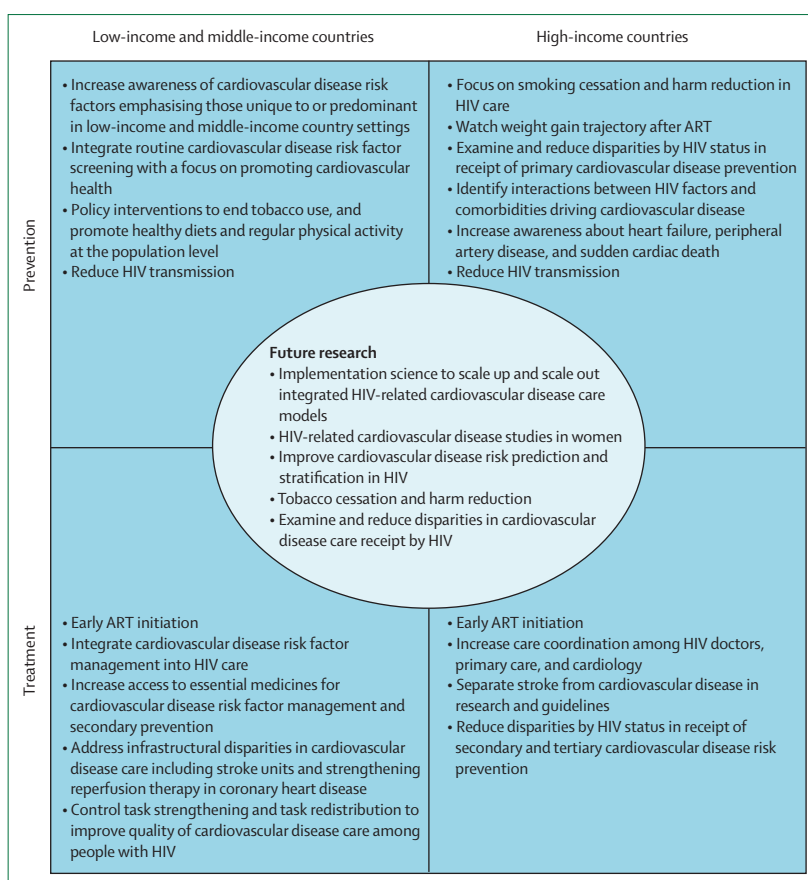 Low-income and middle-income countries
High-income countries
Prevention
• Increase awareness of cardiovascular disease risk
factors emphasising those unique to or predominant
in low-income and middle-income country settings
• Integrate routine cardiovascular disease risk factor
screening with a focus on promoting cardiovascular
health
• Policy interventions to end tobacco use, and
promote healthy diets and regular physical activity
at the population level
• Reduce HIV transmission
• Focus on smoking cessation and harm reduction in
HIV care
• Watch weight gain trajectory after ART
• Examine and reduce disparities by HIV status in
receipt of primary cardiovascular disease prevention
• Identify interactions between HIV factors and
comorbidities driving cardiovascular disease
• Increase awareness about heart failure, peripheral
artery disease, and sudden cardiac death
• Reduce HIV transmission
Future research
• Implementation science to scale up and scale out
integrated HIV-related cardiovascular disease care
models
• HIV-related cardiovascular disease studies in women
• Improve cardiovascular disease risk prediction and
stratification in HIV
• Tobacco cessation and harm reduction
• Examine and reduce disparities in cardiovascular
disease care receipt by HIV
Treatment
• Early ART initiation
• Integrate cardiovascular disease risk factor
management into HIV care
• Increase access to essential medicines for
cardiovascular disease risk factor management and
secondary prevention
• Address infrastructural disparities in cardiovascular
disease care including stroke units and strengthening
reperfusion therapy in coronary heart disease
• Control task strengthening and task redistribution to
improve quality of cardiovascular disease care among
people with HIV
• Early ART initiation
• Increase care coordination among HIV doctors,
primary care, and cardiology
• Separate stroke from cardiovascular disease in
research and guidelines
• Reduce disparities by HIV status in receipt of
secondary and tertiary cardiovascular disease risk
prevention